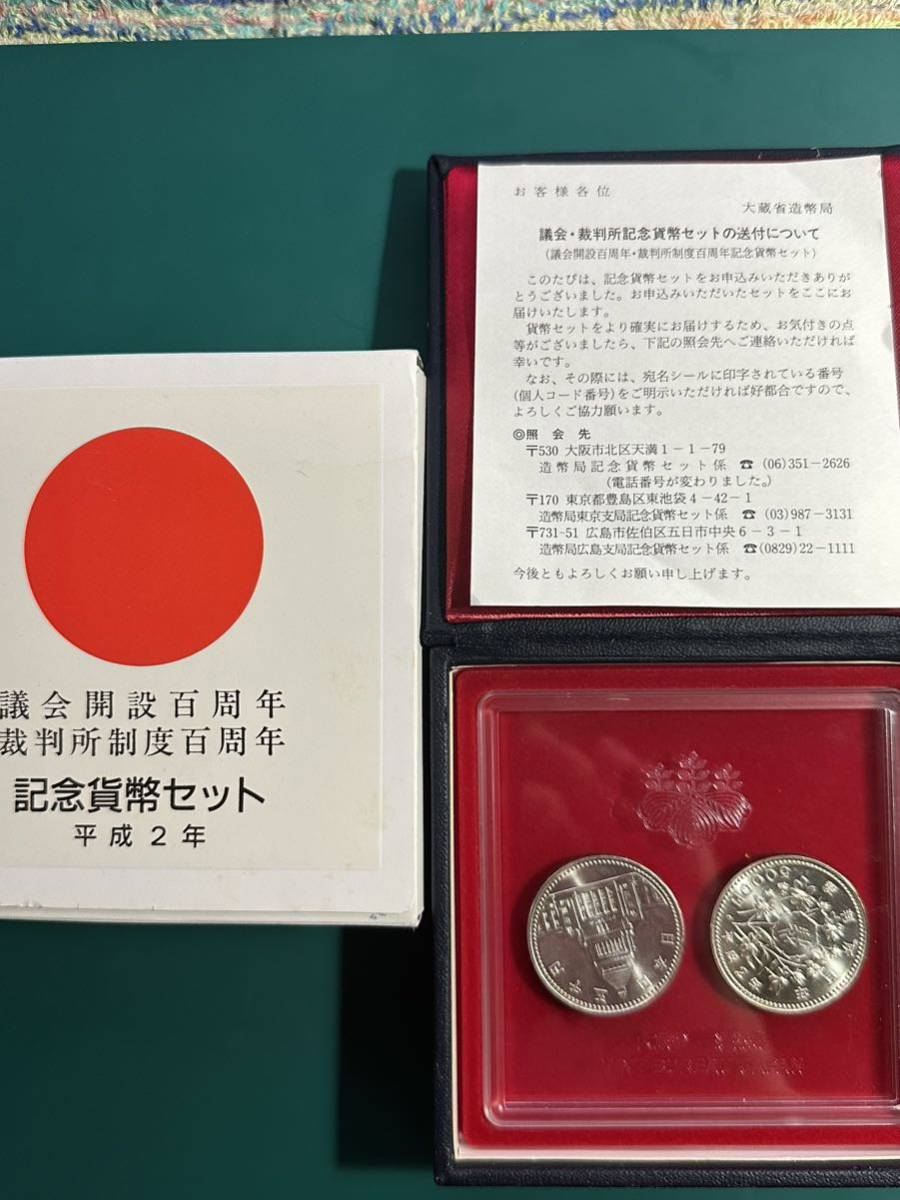 議会開設百周年
裁判所制度百周年
記念貨幣セット
平成2年
お客様各位
大蔵省造幣局
議会・裁判所記念貨幣セットの送付について
(議会開設百周年・裁判所制度百周年記念貨幣セット)
このたびは、記念貨幣セットをお申込みいただきありが
とうございました。お申込みいただいたセットをここにお
届けいたします。
貨幣セットをより確実にお届けするため、お気付きの点
等がございましたら、下記の照会先へご連絡いただければ
幸いです。
なお、その際には、宛名シールに印字されている番号
(個人コード番号)をご明示いただければ好都合ですので、
よろしくご協力願います。
◎照会先
〒530 大阪市北区天満1-1-79
造幣局記念貨幣セット係 ☎ (06)351-2626
(電話番号が変わりました。)
〒170 東京都豊島区東池袋4-42-1
造幣局東京支局記念貨幣セット係 ☎ (03)987-3131
〒731-51 広島市佐伯区五日市中央6-3-1
造幣局広島支局記念貨幣セット係 ☎(0829)22-1111
今後ともよろしくお願い申し上げます。